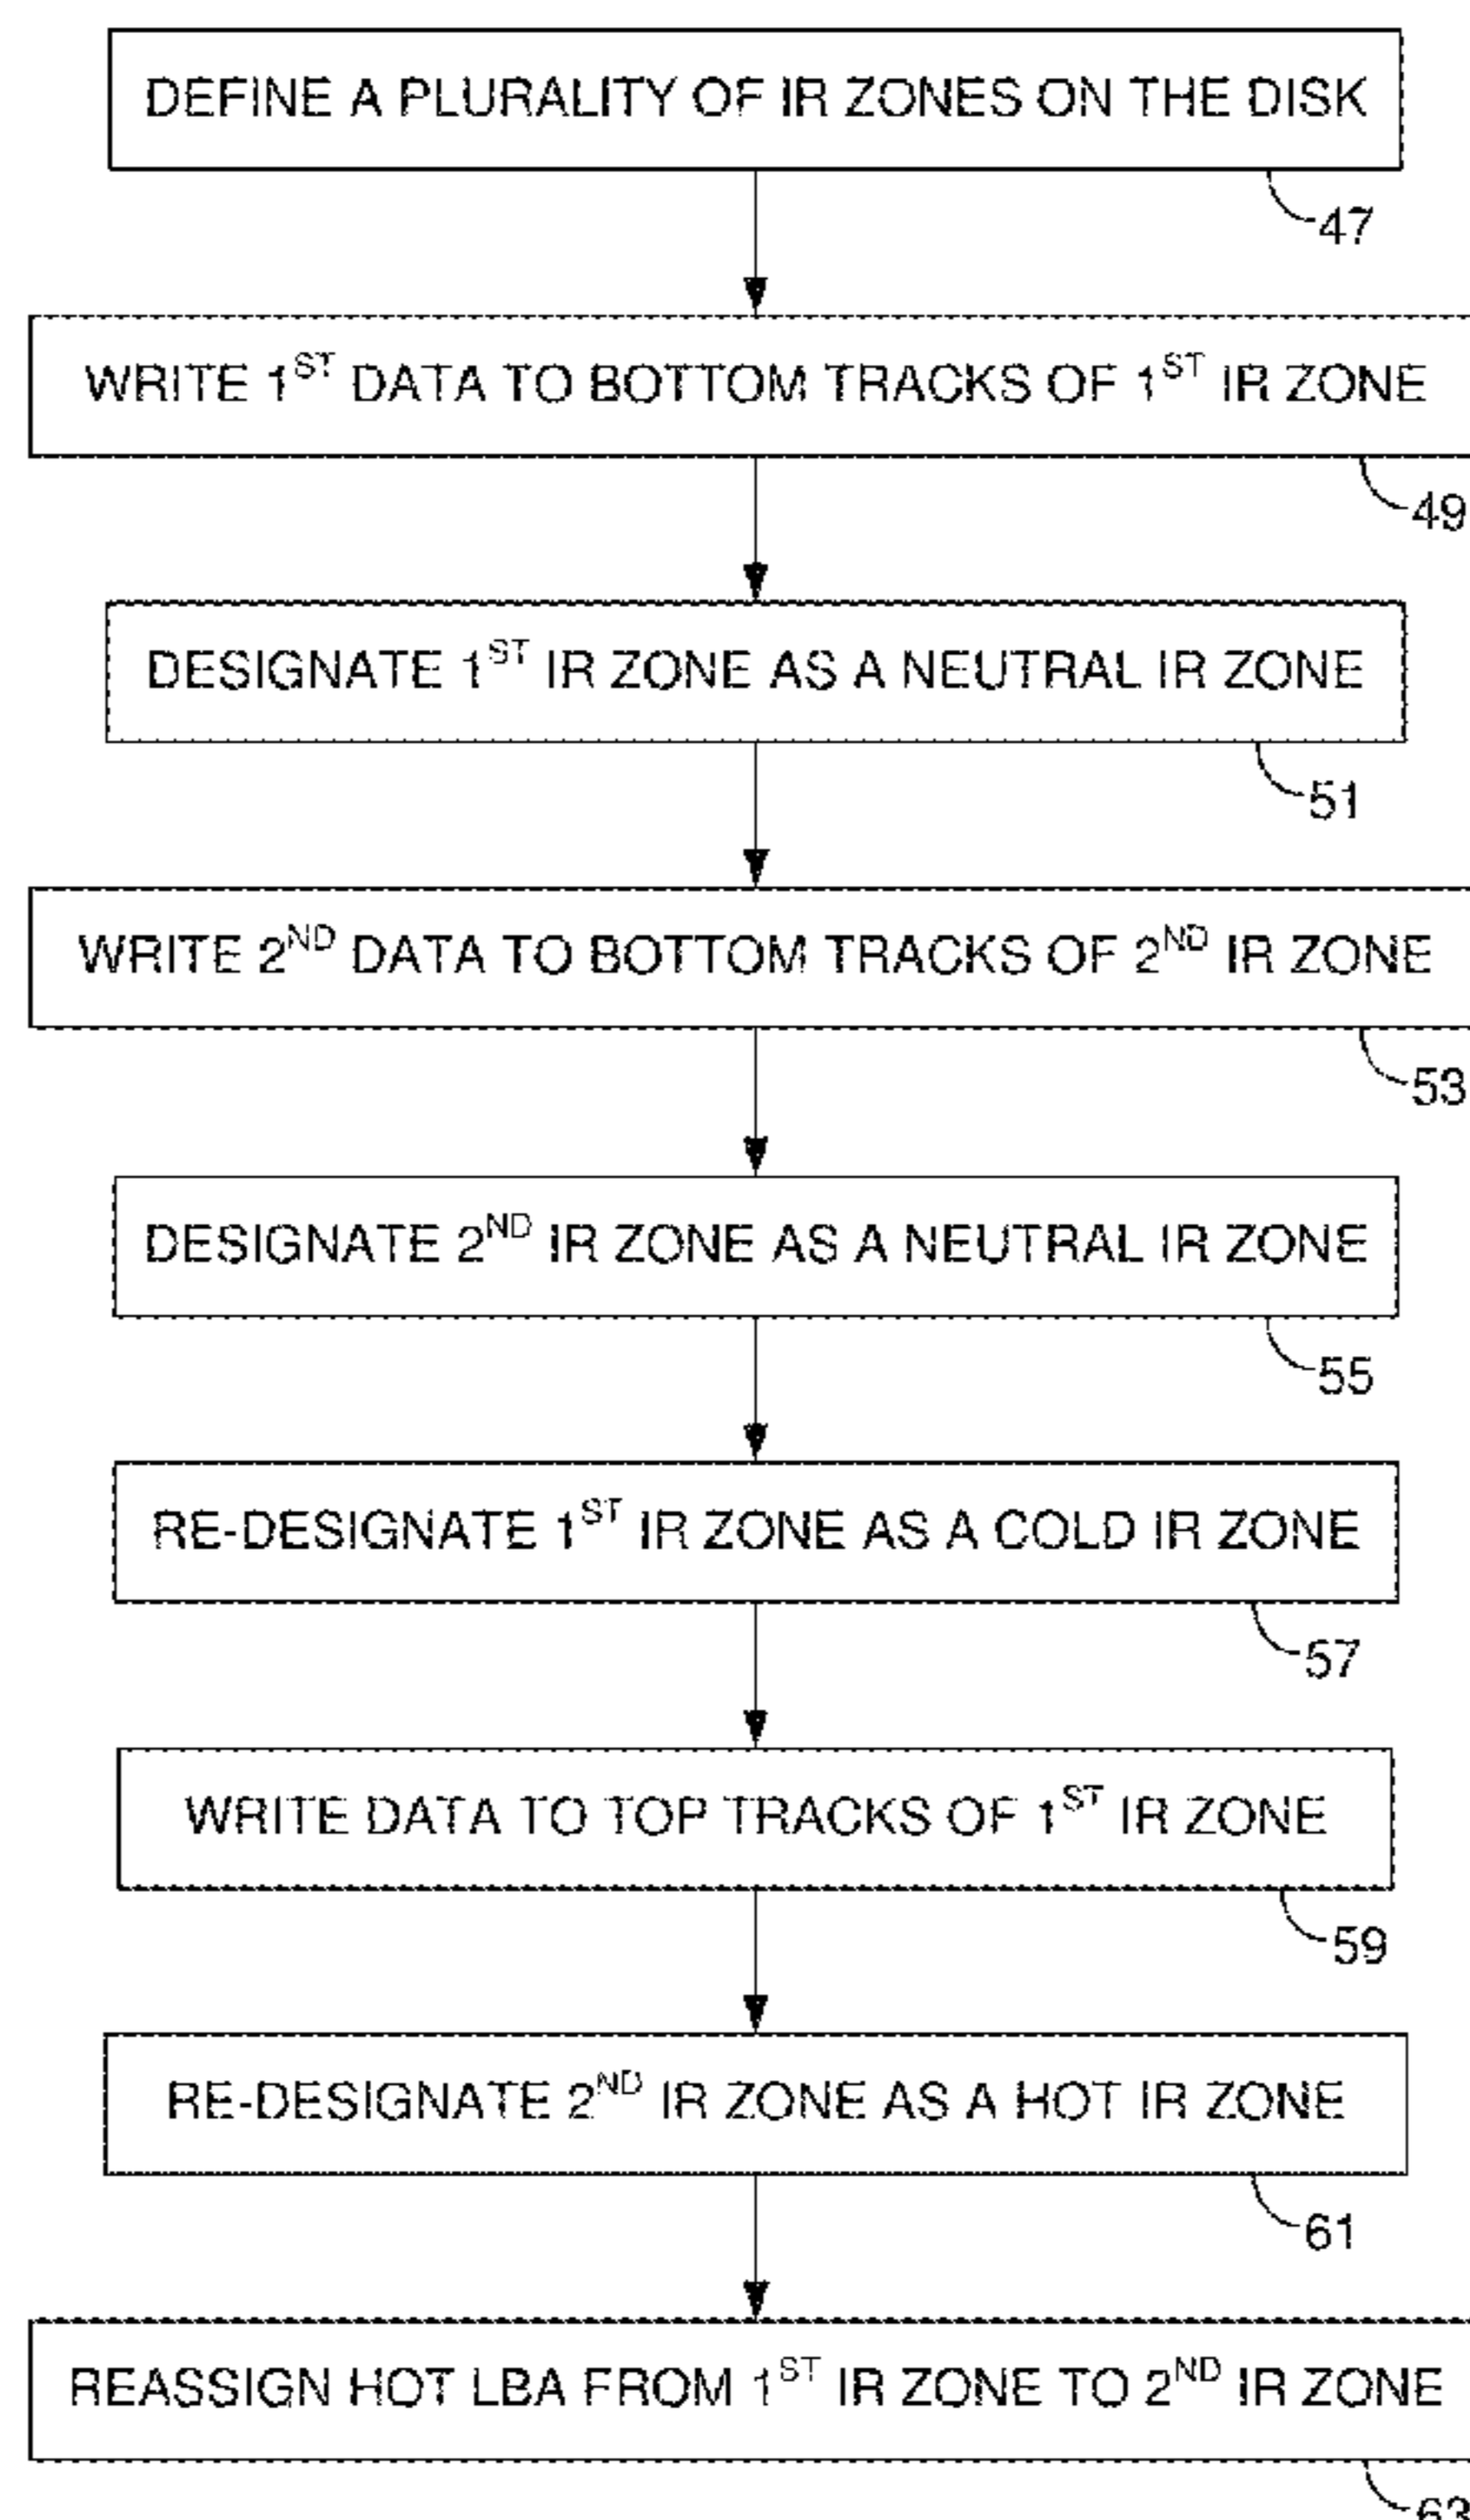 DEFINE A PLURALITY OF IR ZONES ON THE DISK
47
WRITE 1ST DATA TO BOTTOM TRACKS OF 1ST IR ZONE
49
DESIGNATE 1ST IR ZONE AS A NEUTRAL IR ZONE
51
WRITE 2ND DATA TO BOTTOM TRACKS OF 2ND IR ZONE
53
DESIGNATE 2ND IR ZONE AS A NEUTRAL IR ZONE
55
RE-DESIGNATE 1ST IR ZONE AS A COLD IR ZONE
57
WRITE DATA TO TOP TRACKS OF 1ST IR ZONE
59
RE-DESIGNATE 2ND IR ZONE AS A HOT IR ZONE
61
REASSIGN HOT LBA FROM 1ST IR ZONE TO 2ND IR ZONE
63